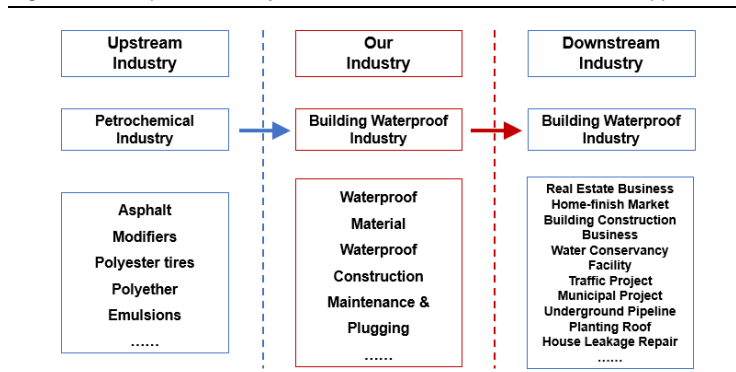 Upstream
Industry
Our
Industry
Downstream
Industry
Petrochemical
Industry
Building Waterproof
Industry
Building Waterproof
Industry
Asphalt
Modifiers
Polyester tires
Polyether
Emulsions
......
Waterproof
Material
Waterproof
Construction
Maintenance &
Plugging
......
Real Estate Business
Home-finish Market
Building Construction
Business
Water Conservancy
Facility
Traffic Project
Municipal Project
Underground Pipeline
Planting Roof
House Leakage Repair
......